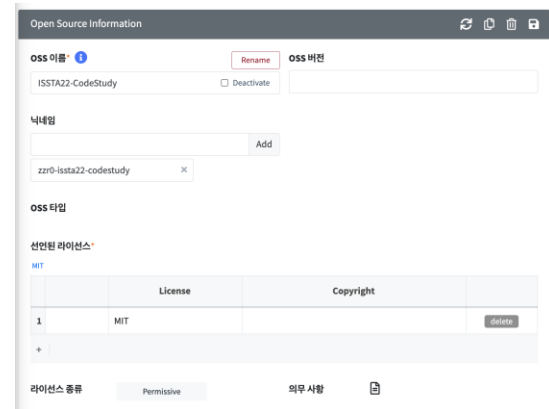 Open Source Information
OSS 이름* Rename OSS 버전
ISSTA22-CodeStudy Deactivate
닉네임
Add
zzr0-issta22-codestudy ×
OSS 타입
선언된 라이선스*
MIT
License Copyright
1 MIT delete
+
라이선스 종류 Permissive 의무 사항